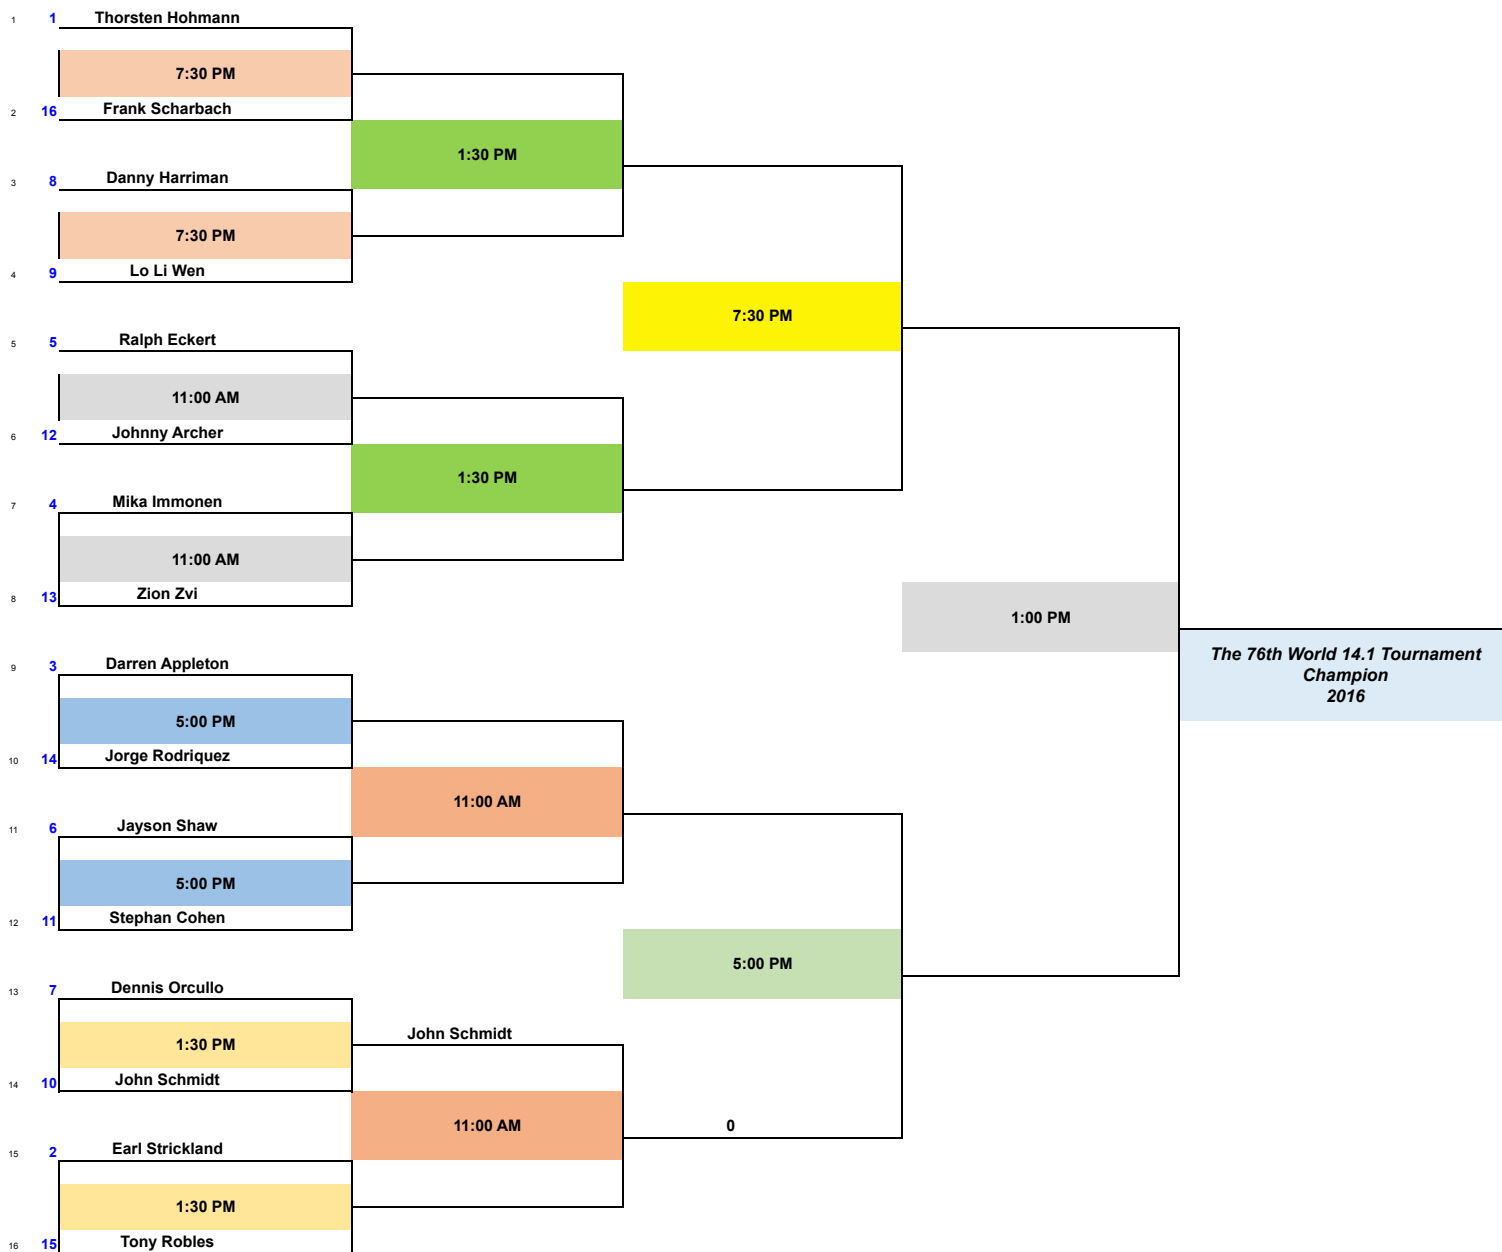 1 1 Thorsten Hohmann
7:30 PM
2 16 Frank Scharbach
1:30 PM
3 8 Danny Harriman
7:30 PM
4 9 Lo Li Wen
7:30 PM
5 5 Ralph Eckert
11:00 AM
6 12 Johnny Archer
1:30 PM
7 4 Mika Immonen
11:00 AM
8 13 Zion Zvi
1:00 PM
The 76th World 14.1 Tournament
Champion
2016
9 3 Darren Appleton
5:00 PM
10 14 Jorge Rodriquez
11:00 AM
11 6 Jayson Shaw
5:00 PM
12 11 Stephan Cohen
5:00 PM
13 7 Dennis Orcullo
John Schmidt
1:30 PM
14 10 John Schmidt
11:00 AM
0
15 2 Earl Strickland
1:30 PM
16 15 Tony Robles